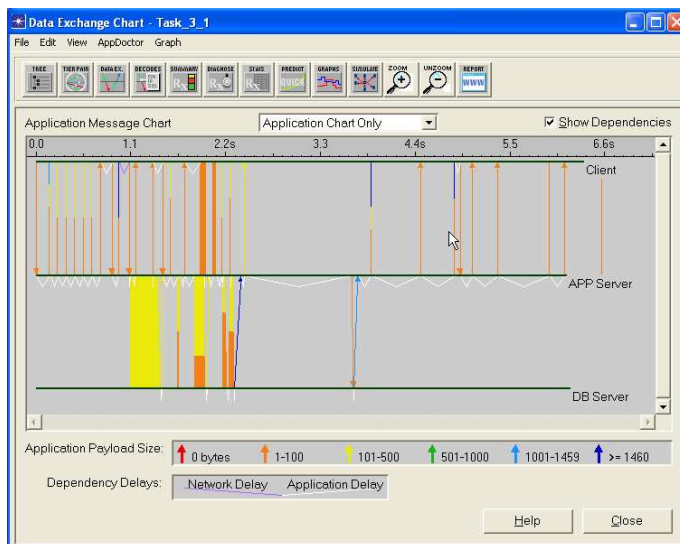 Data Exchange Chart - Task_3_1
File Edit View AppDoctor Graph
TREE TIER PAIR DATA EX. DECODES SUMMARY DIAGNOSE STATS PREDICT GRAPHS SIMULATE ZOOM UNZOOM REPORT
QUICK WWW
Application Message Chart Application Chart Only Show Dependencies
0.0 1.1 2.2s 3.3 4.4s 5.5 6.6s
Client
APP Server
DB Server
Application Payload Size: 0 bytes 1-100 101-500 501-1000 1001-1459 >= 1460
Dependency Delays: Network Delay Application Delay
Help Close